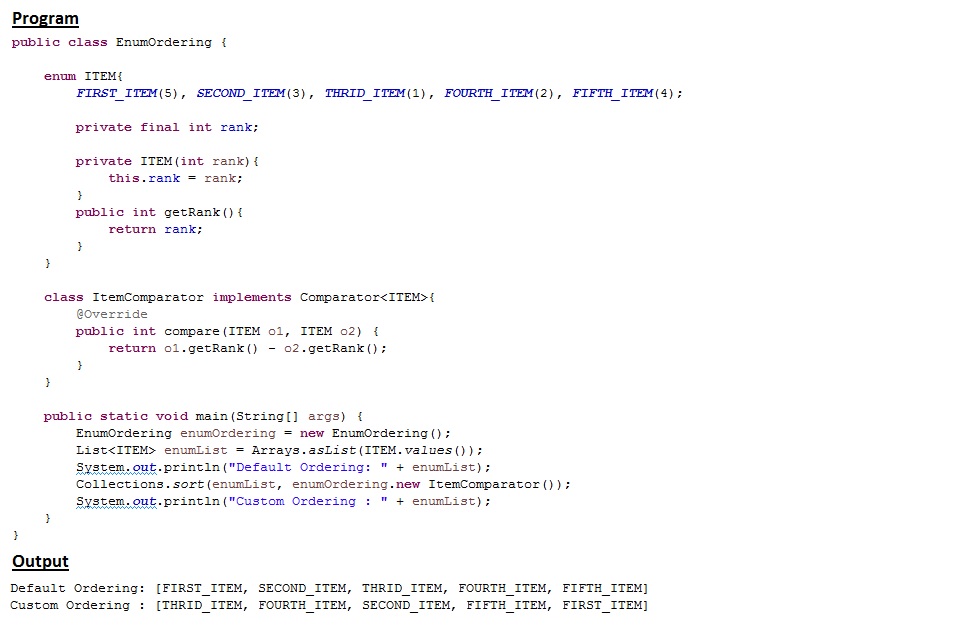 Program
public class EnumOrdering {
enum ITEM{
FIRST_ITEM(5), SECOND_ITEM(3), THRID_ITEM(1), FOURTH_ITEM(2), FIFTH_ITEM(4);
private final int rank;
private ITEM(int rank){
this.rank = rank;
}
public int getRank(){
return rank;
}
}
class ItemComparator implements Comparator<ITEM>{
@Override
public int compare(ITEM o1, ITEM o2) {
return o1.getRank() - o2.getRank();
}
}
public static void main(String[] args) {
EnumOrdering enumOrdering = new EnumOrdering();
List<ITEM> enumList = Arrays.asList(ITEM.values());
System.out.println("Default Ordering: " + enumList);
Collections.sort(enumList, enumOrdering.new ItemComparator());
System.out.println("Custom Ordering : " + enumList);
}
}
Output
Default Ordering: [FIRST_ITEM, SECOND_ITEM, THRID_ITEM, FOURTH_ITEM, FIFTH_ITEM]
Custom Ordering : [THRID_ITEM, FOURTH_ITEM, SECOND_ITEM, FIFTH_ITEM, FIRST_ITEM]